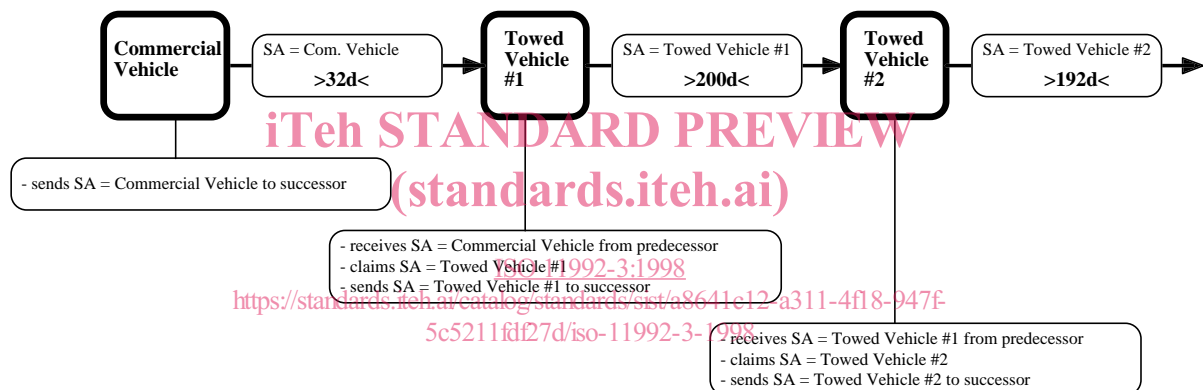 Commercial
Vehicle
SA = Com. Vehicle
>32d<
Towed
Vehicle
#1
SA = Towed Vehicle #1
>200d<
Towed
Vehicle
#2
SA = Towed Vehicle #2
>192d<
iTeh STANDARD PREVIEW
(standards.iteh.ai)
- sends SA = Commercial Vehicle to successor
- receives SA = Commercial Vehicle from predecessor
- claims SA = Towed Vehicle #1
- sends SA = Towed Vehicle #1 to successor
ISO 11992-3:1998
https://standards.iteh.ai/catalog/standards/sist/a8641c12-a311-4f18-947f-
5c5211fdf27d/iso-11992-3-1998
- receives SA = Towed Vehicle #1 from predecessor
- claims SA = Towed Vehicle #2
- sends SA = Towed Vehicle #2 to successor